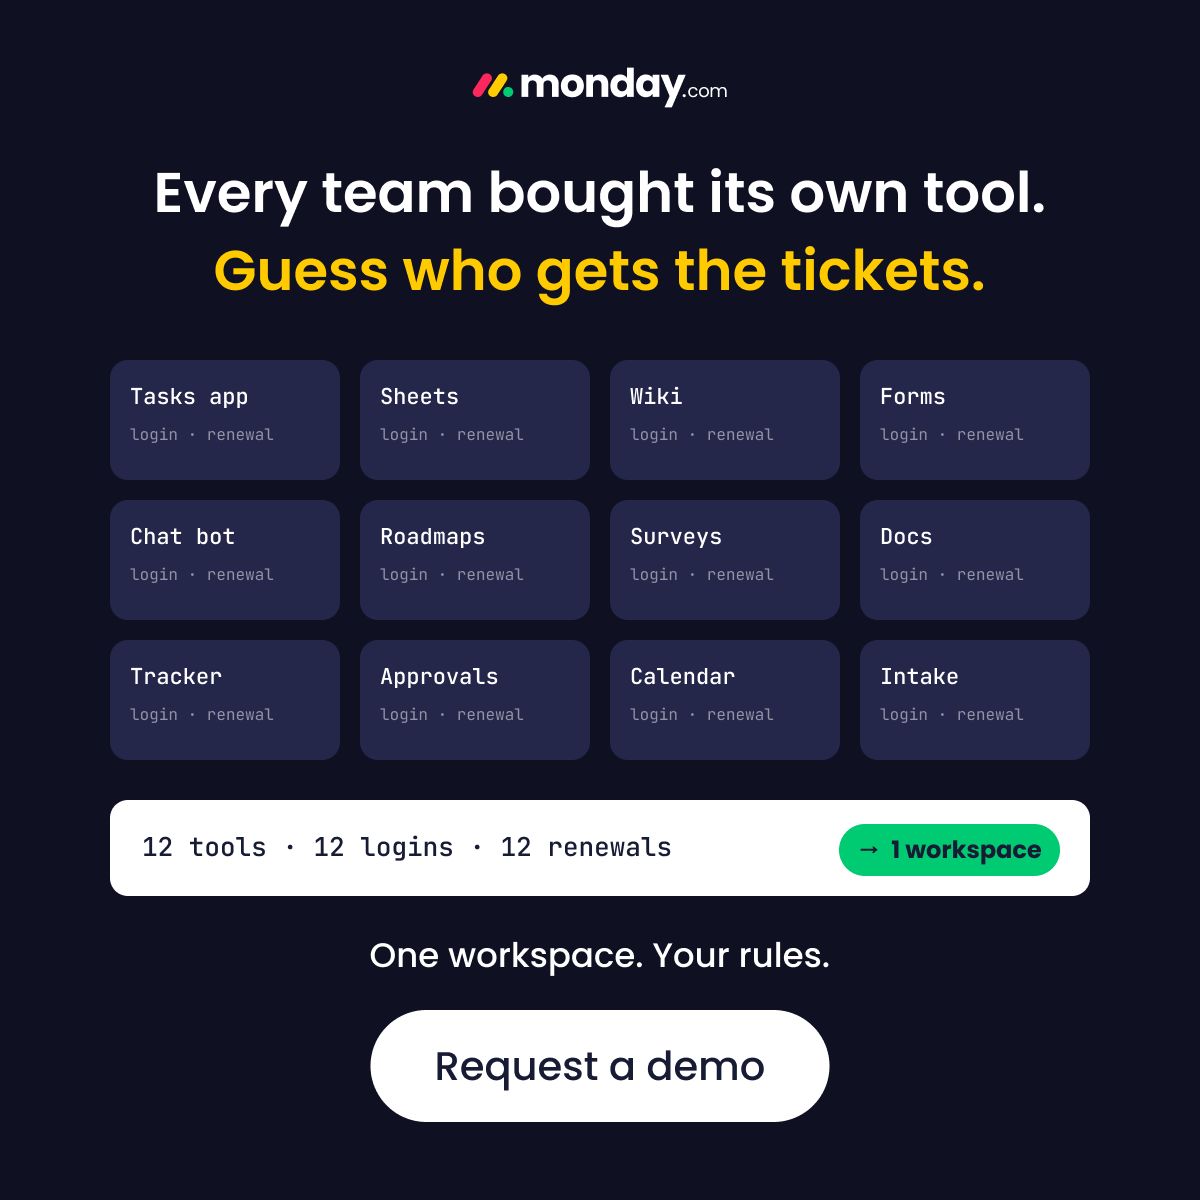 monday.com
Every team bought its own tool.
Guess who gets the tickets.
Tasks app
login · renewal
Sheets
login · renewal
Wiki
login · renewal
Forms
login · renewal
Chat bot
login · renewal
Roadmaps
login · renewal
Surveys
login · renewal
Docs
login · renewal
Tracker
login · renewal
Approvals
login · renewal
Calendar
login · renewal
Intake
login · renewal
12 tools · 12 logins · 12 renewals
→ 1 workspace
One workspace. Your rules.
Request a demo